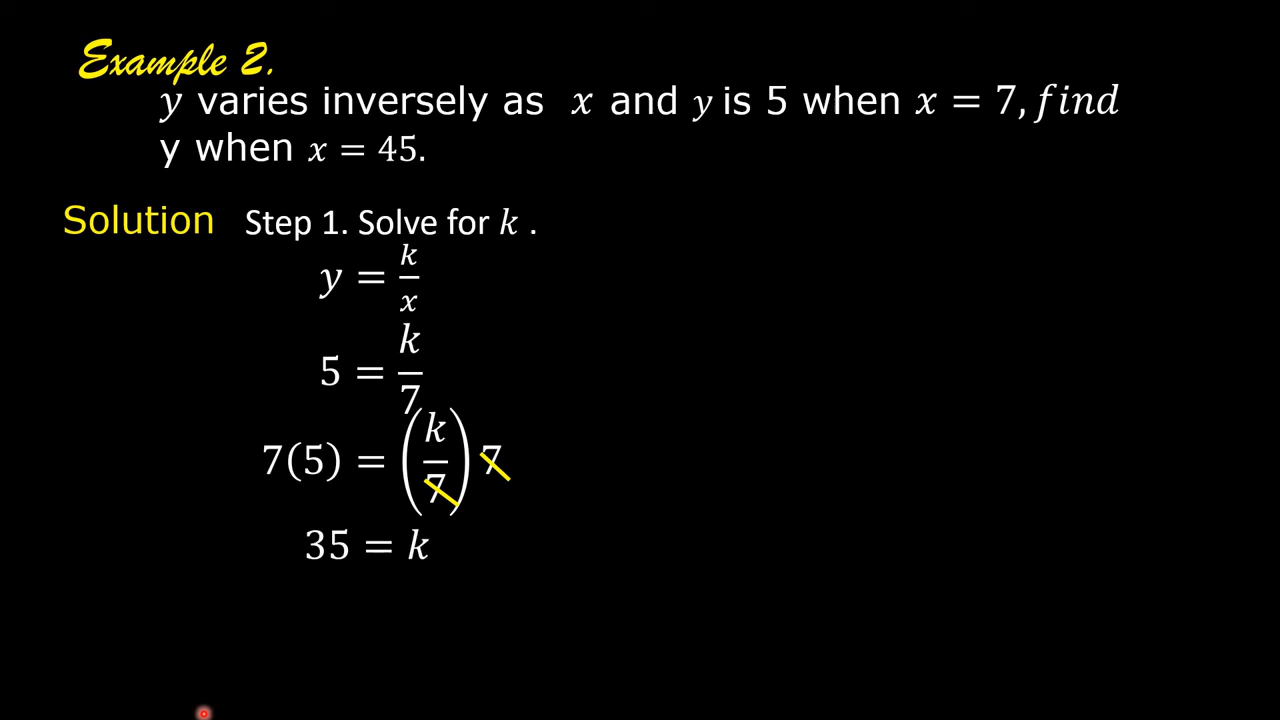 Example 2.
y varies inversely as x and y is 5 when x = 7, find
y when x = 45.
Solution Step 1. Solve for k .
y = k/x
5 = k/7
7(5) = (k/7) 7
35 = k